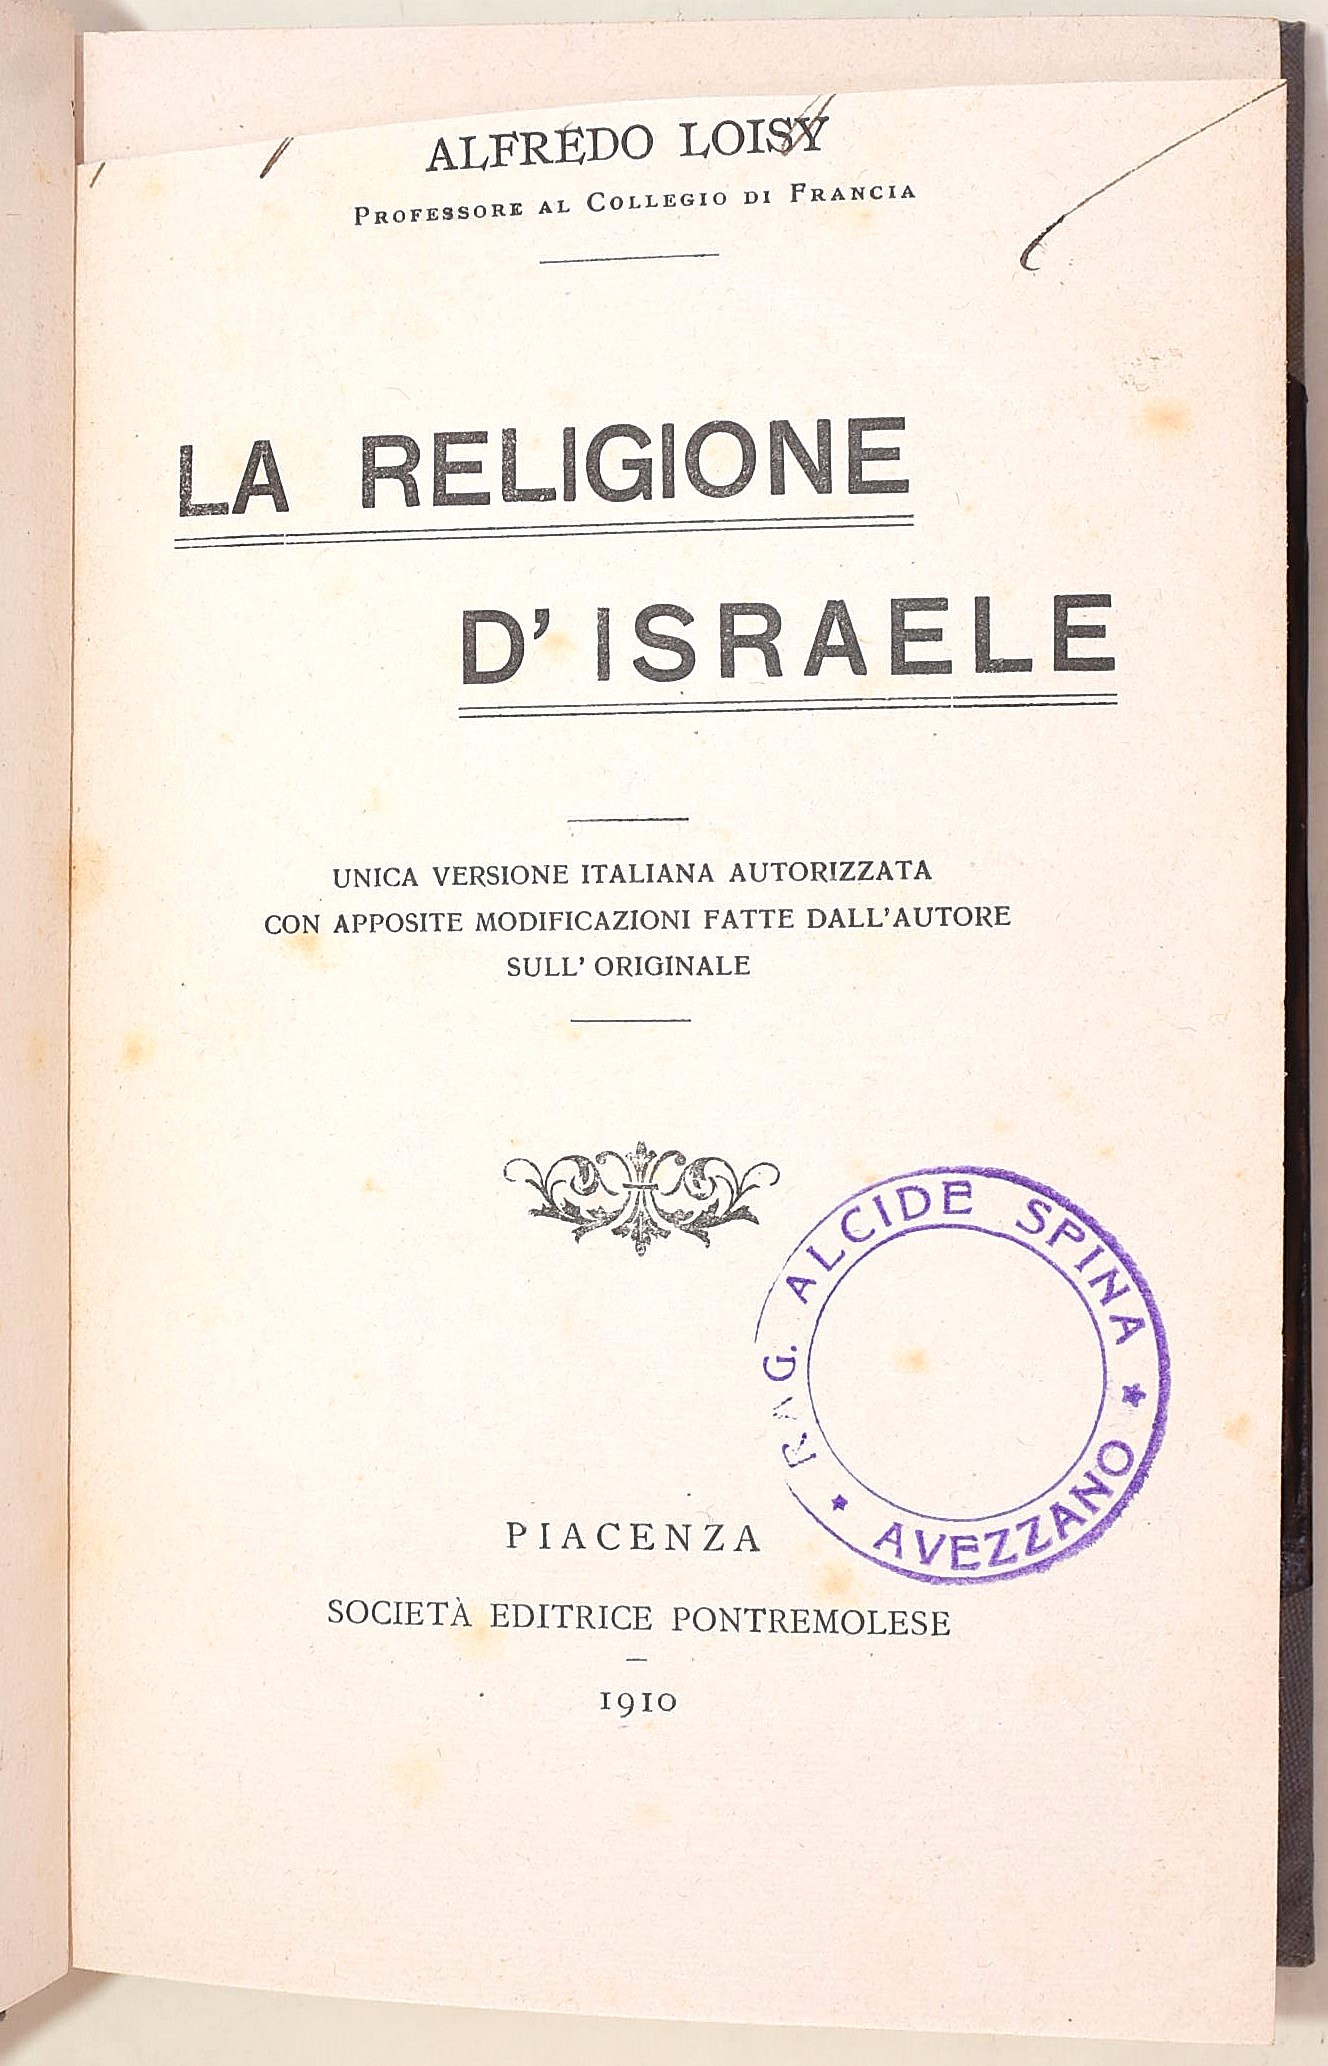 ALFREDO LOISY
PROFESSORE AL COLLEGIO DI FRANCIA
LA RELIGIONE
D' ISRAELE
UNICA VERSIONE ITALIANA AUTORIZZATA
CON APPOSITE MODIFICAZIONI FATTE DALL'AUTORE
SULL' ORIGINALE
RAG. ALCIDE SPINA
AVEZZANO
PIACENZA
SOCIETÀ EDITRICE PONTREMOLESE
1910